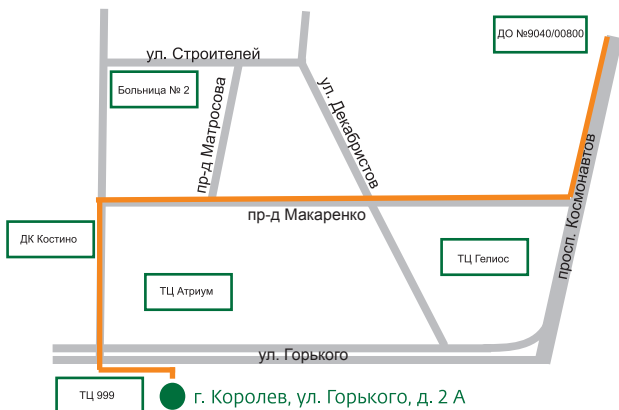 ДО №9040/00800
ул. Строителей
Больница № 2
пр-д Матросова
ул. Декабристов
просп. Космонавтов
пр-д Макаренко
ДК Костино
ТЦ Гелиос
ТЦ Атриум
ул. Горького
ТЦ 999
г. Королев, ул. Горького, д. 2 А